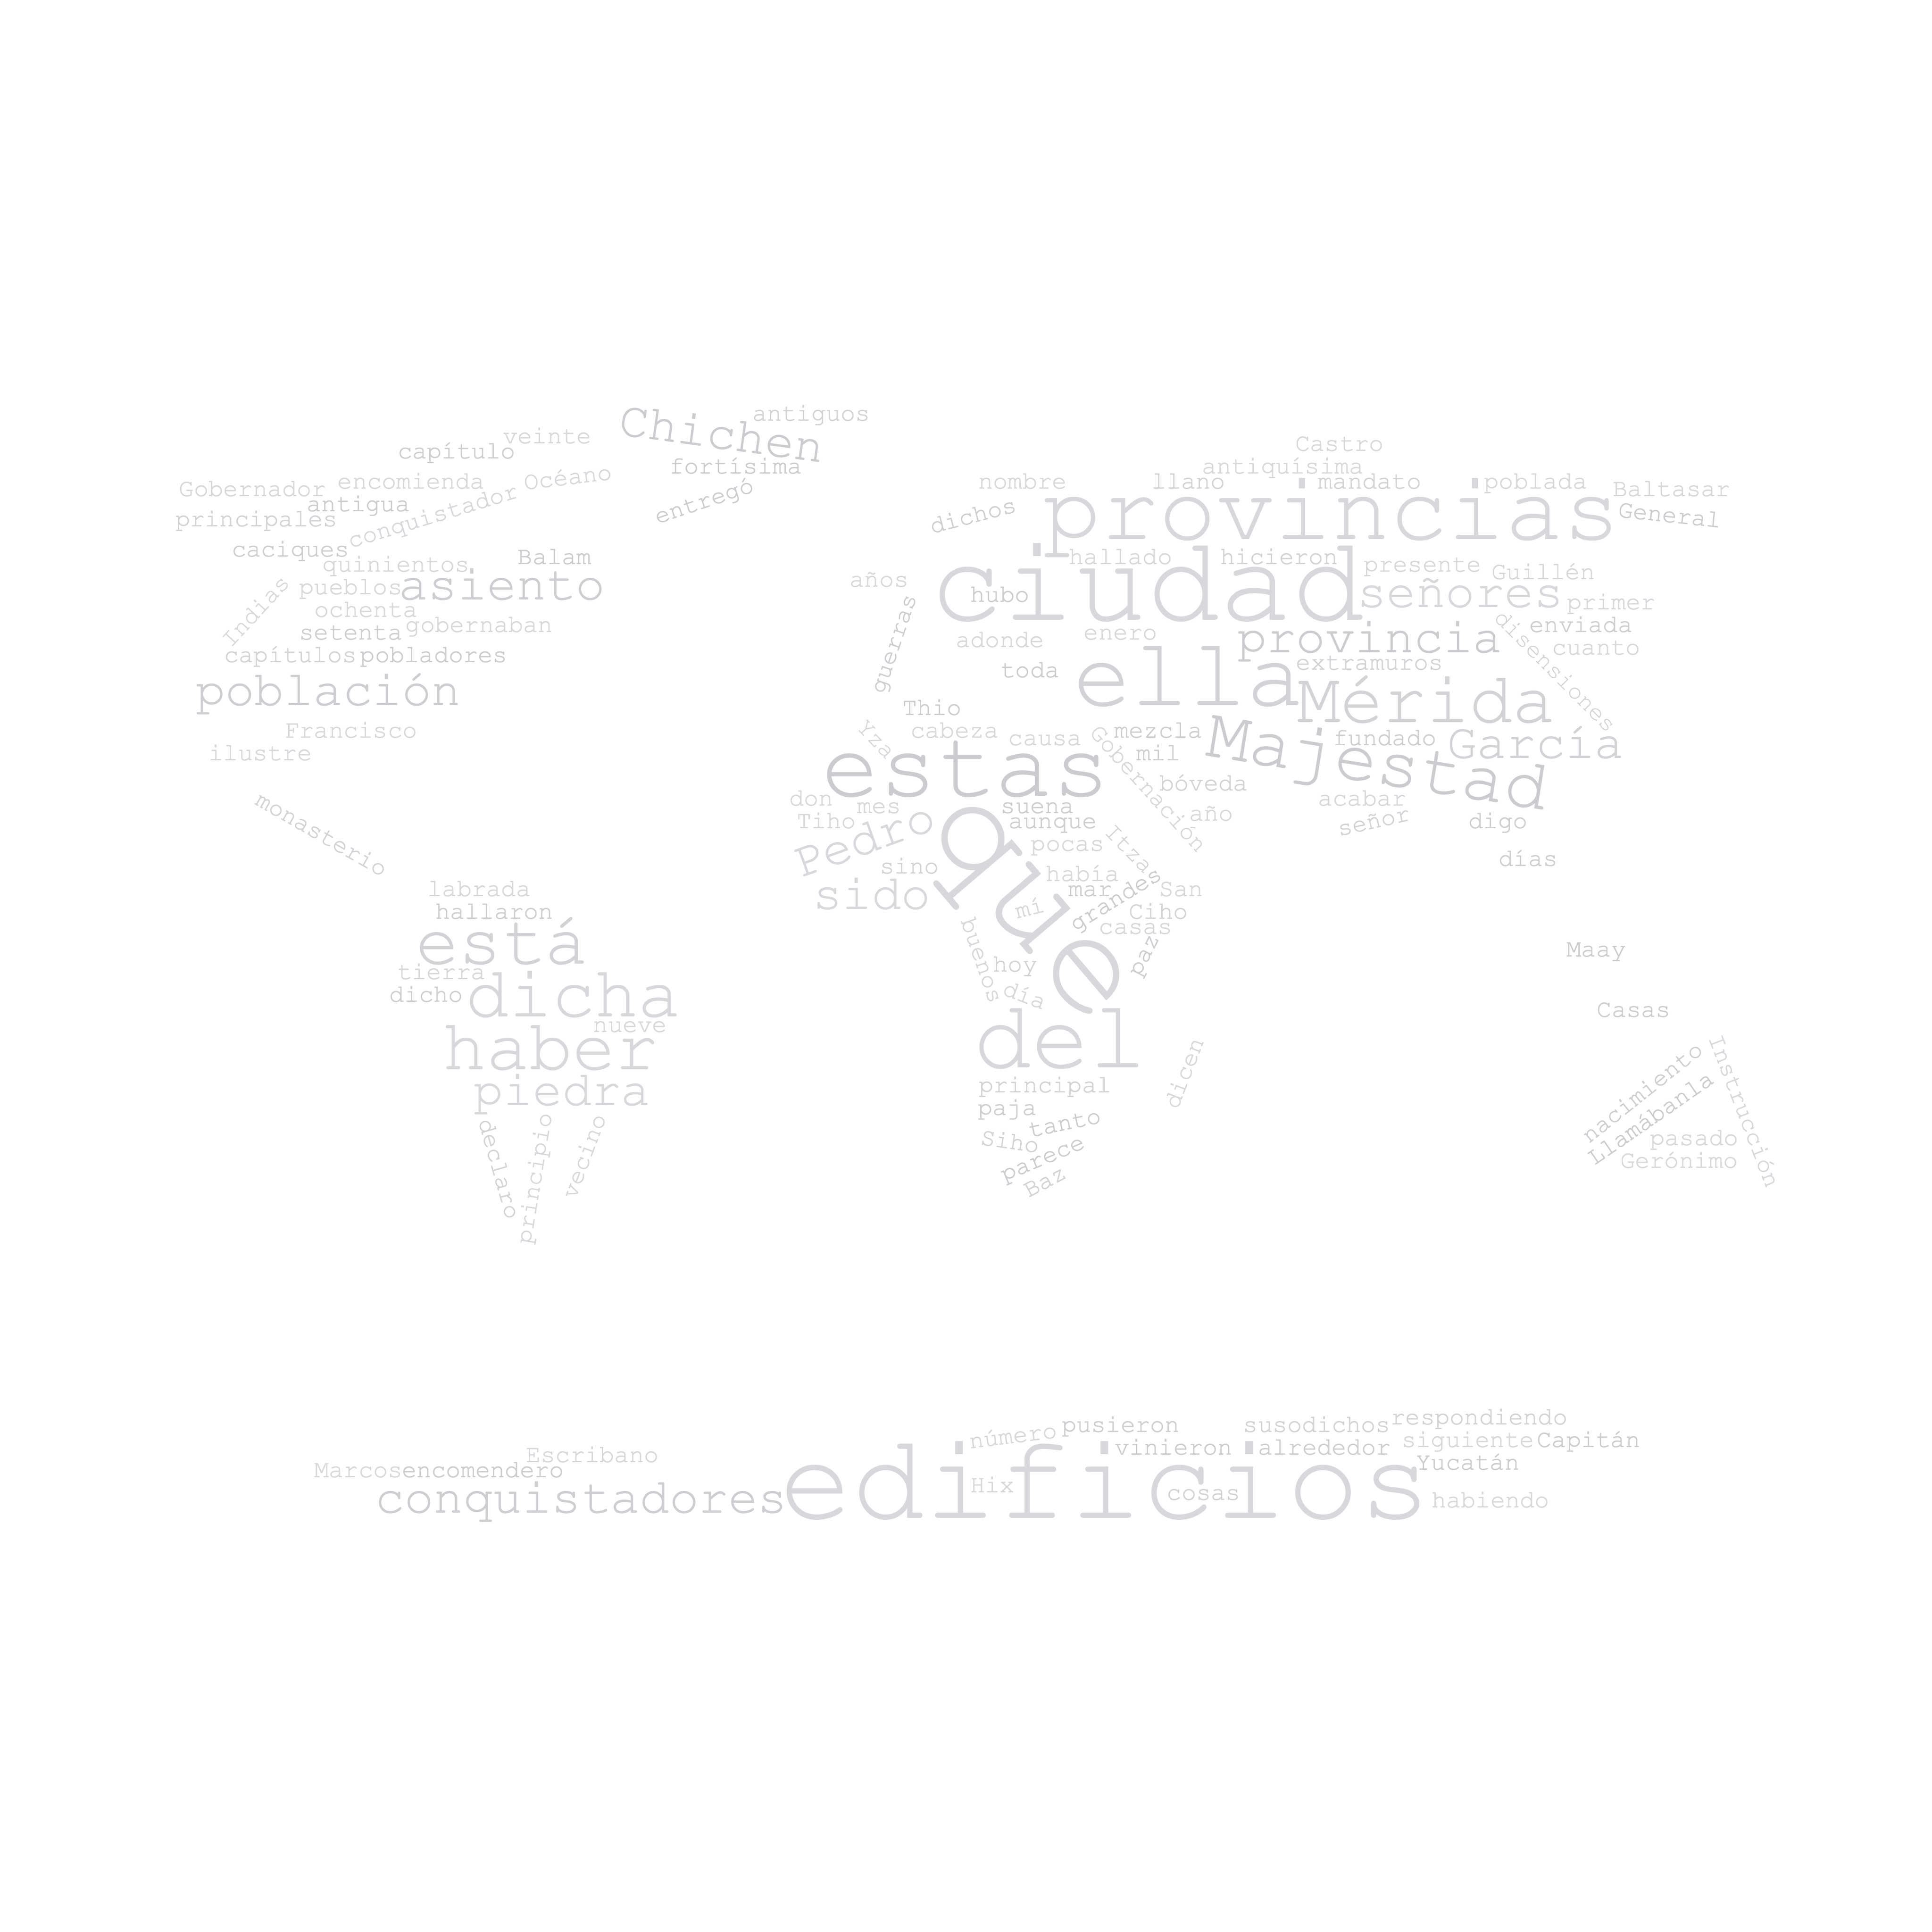 Chichen antiguos
veinte
capítulo
fortísima
Castro
antiquísima
Gobernador encomienda Océano
entregó
nombre llano mandato poblada
Baltasar
antigua
conquistador
provincias
General
principales
dichos
caciques
Balam
hallado hicieron presente
quinientos
Guillén
pueblos asiento
años
ciudad señores
hubo
primer
Indias
ochenta
guerras
setenta gobernaban
adonde enero provincia
disensiones
enviada
cuanto
capítulos pobladores
toda
ella
extramuros
población
Thio
Mérida
Francisco
Yza
cabeza causa
Gobernación
mezcla Majestad fundado García
ilustre
mil
estas
bóveda
monasterio
don mes
suena
año
acabar
Tiho
aunque
señor
digo
Pedro
que
pocas
Itzas
días
sino
había
labrada
sido
mí
mar
grandes
San
hallaron
Ciho
está
buenos
casas
paz
Maay
tierra
hoy
dicho dicha
día
Casas
nueve
haber
del
dicen
Instrucción
nacimiento
piedra
principal
Llamábanla
declaro
principio
vecino
paja
tanto
pasado
Siho
parece
Gerónimo
Baz
número pusieron susodichos respondiendo
Escribano
vinieron alrededor siguiente Capitán
Marcos encomendero
Yucatán
conquistadores edificios
Hix
cosas
habiendo